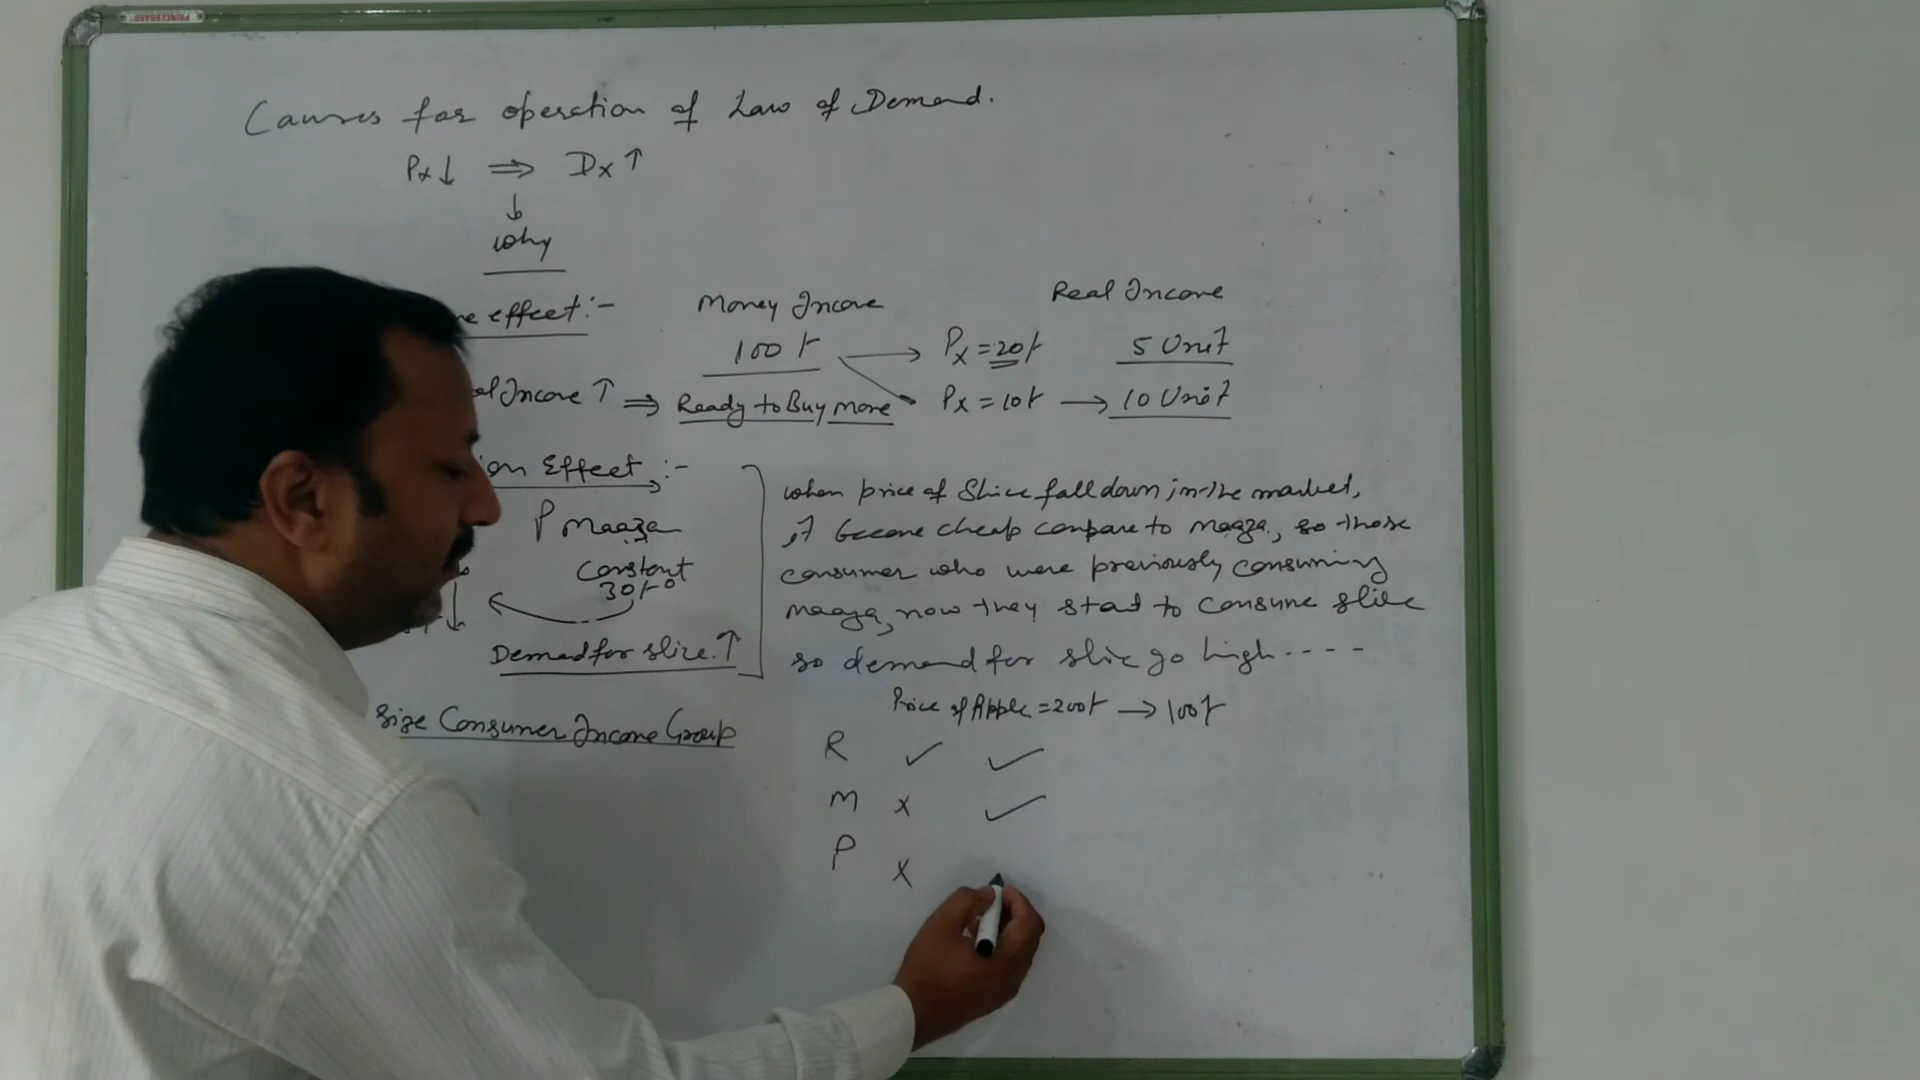 PRINCEBOARD
Causes for operation of Law of Demand.
Px↓ ⇒ Dx↑
↓
why
effect:-
Money Income
Real Income
100/-
Px = 20/-
5 Unit
Income ↑ ⇒ Ready to Buy more
Px = 10/- → 10 Unit
ion Effect :-
when price of Slice fall down in the market,
P Maaza
it become cheap compare to maaza, so those
constant
consumer who were previously consuming
30/-
maaza, now they start to consume slice
Demand for slice.↑
so demand for slice go high ----
Price of Apple = 200/- → 100/-
Size Consumer Income Group
R ✓ ✓
M x ✓
P x